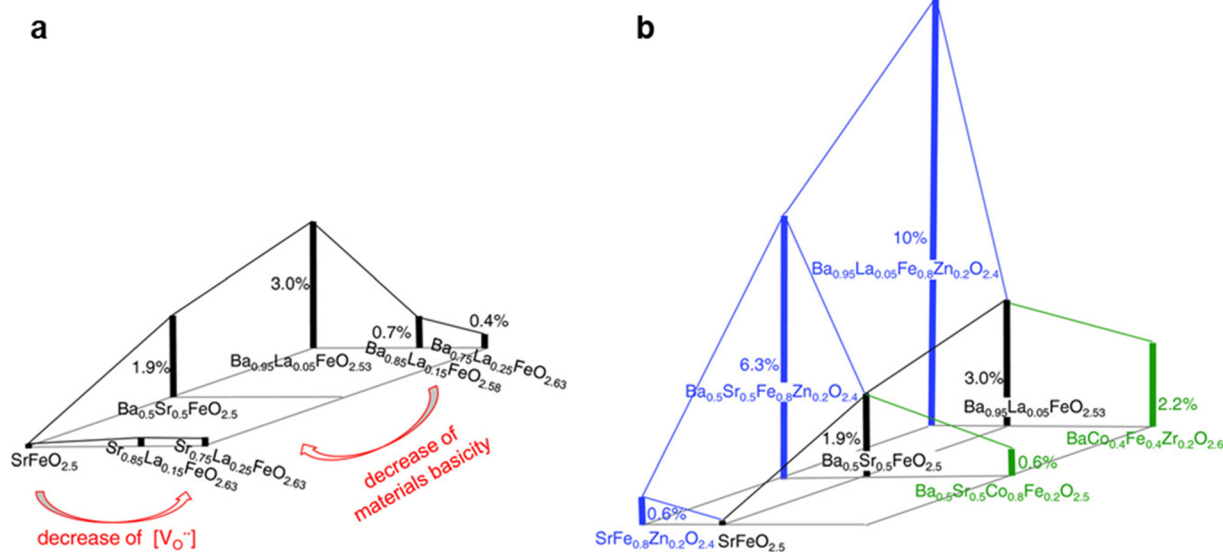 a
3.0%
0.4%
0.7%
1.9%
Ba₀.₉₅La₀.₀₅FeO₂.₅₃
Ba₀.₇₅La₀.₂₅FeO₂.₆₃
Ba₀.₈₅La₀.₁₅FeO₂.₅₈
Ba₀.₅Sr₀.₅FeO₂.₅
SrFeO₂.₅
Sr₀.₈₅La₀.₁₅FeO₂.₆₃
Sr₀.₇₅La₀.₂₅FeO₂.₆₃
decrease of
materials basicity
decrease of [V_O¨]
b
10%
Ba₀.₉₅La₀.₀₅Fe₀.₈Zn₀.₂O₂.₄
6.3%
Ba₀.₅Sr₀.₅Fe₀.₈Zn₀.₂O₂.₄
3.0%
Ba₀.₉₅La₀.₀₅FeO₂.₅₃
2.2%
BaCo₀.₄Fe₀.₄Zr₀.₂O₂.₆
1.9%
Ba₀.₅Sr₀.₅FeO₂.₅
0.6%
Ba₀.₅Sr₀.₅Co₀.₈Fe₀.₂O₂.₅
0.6%
SrFe₀.₈Zn₀.₂O₂.₄
SrFeO₂.₅